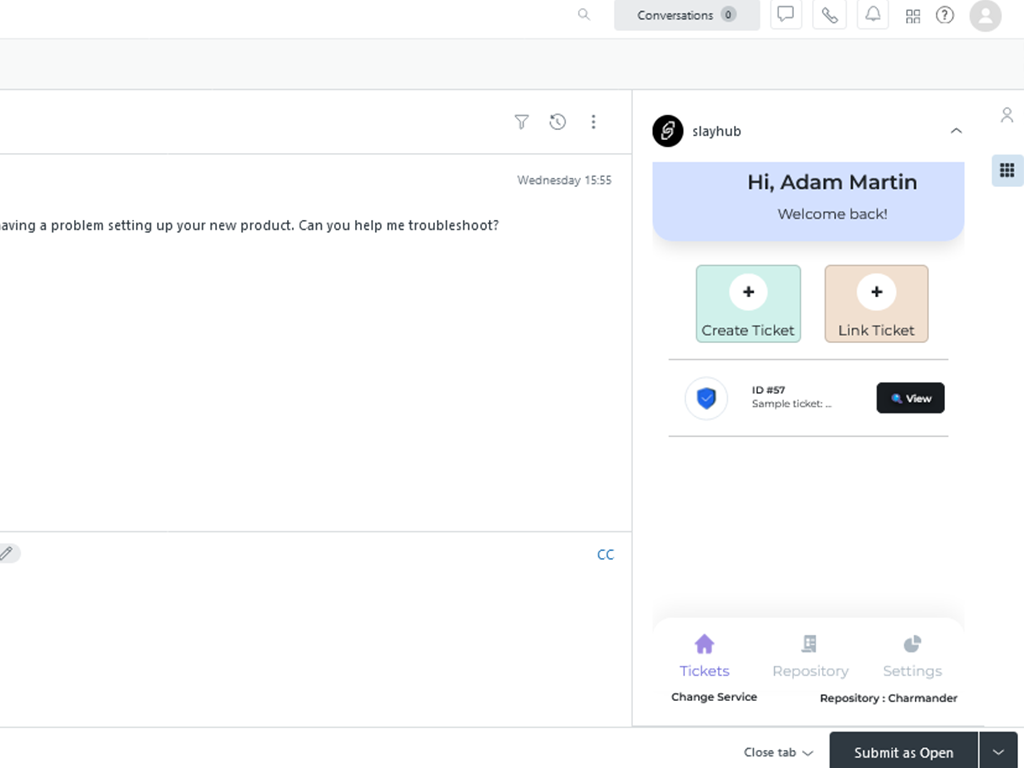 Conversations 0
slayhub
Hi, Adam Martin
Welcome back!
Wednesday 15:55
having a problem setting up your new product. Can you help me troubleshoot?
Create Ticket
Link Ticket
ID #57
Sample ticket: ...
View
CC
Tickets
Repository
Settings
Change Service
Repository : Charmander
Close tab
Submit as Open